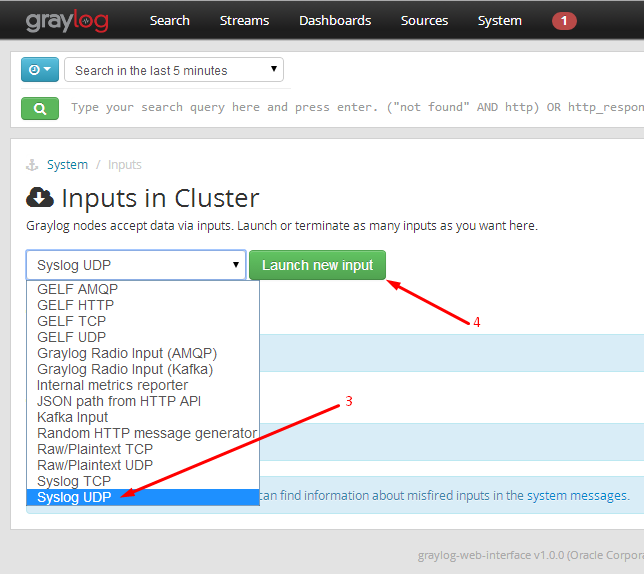 graylog Search Streams Dashboards Sources System 1
Search in the last 5 minutes
Type your search query here and press enter. ("not found" AND http) OR http_respon
System / Inputs
Inputs in Cluster
Graylog nodes accept data via inputs. Launch or terminate as many inputs as you want here.
Syslog UDP Launch new input
GELF AMQP
GELF HTTP
GELF TCP
GELF UDP
4
Graylog Radio Input (AMQP)
Graylog Radio Input (Kafka)
Internal metrics reporter
JSON path from HTTP API
3
Kafka Input
Random HTTP message generator
Raw/Plaintext TCP
Raw/Plaintext UDP
Syslog TCP
Syslog UDP can find information about misfired inputs in the system messages.
graylog-web-interface v1.0.0 (Oracle Corpora